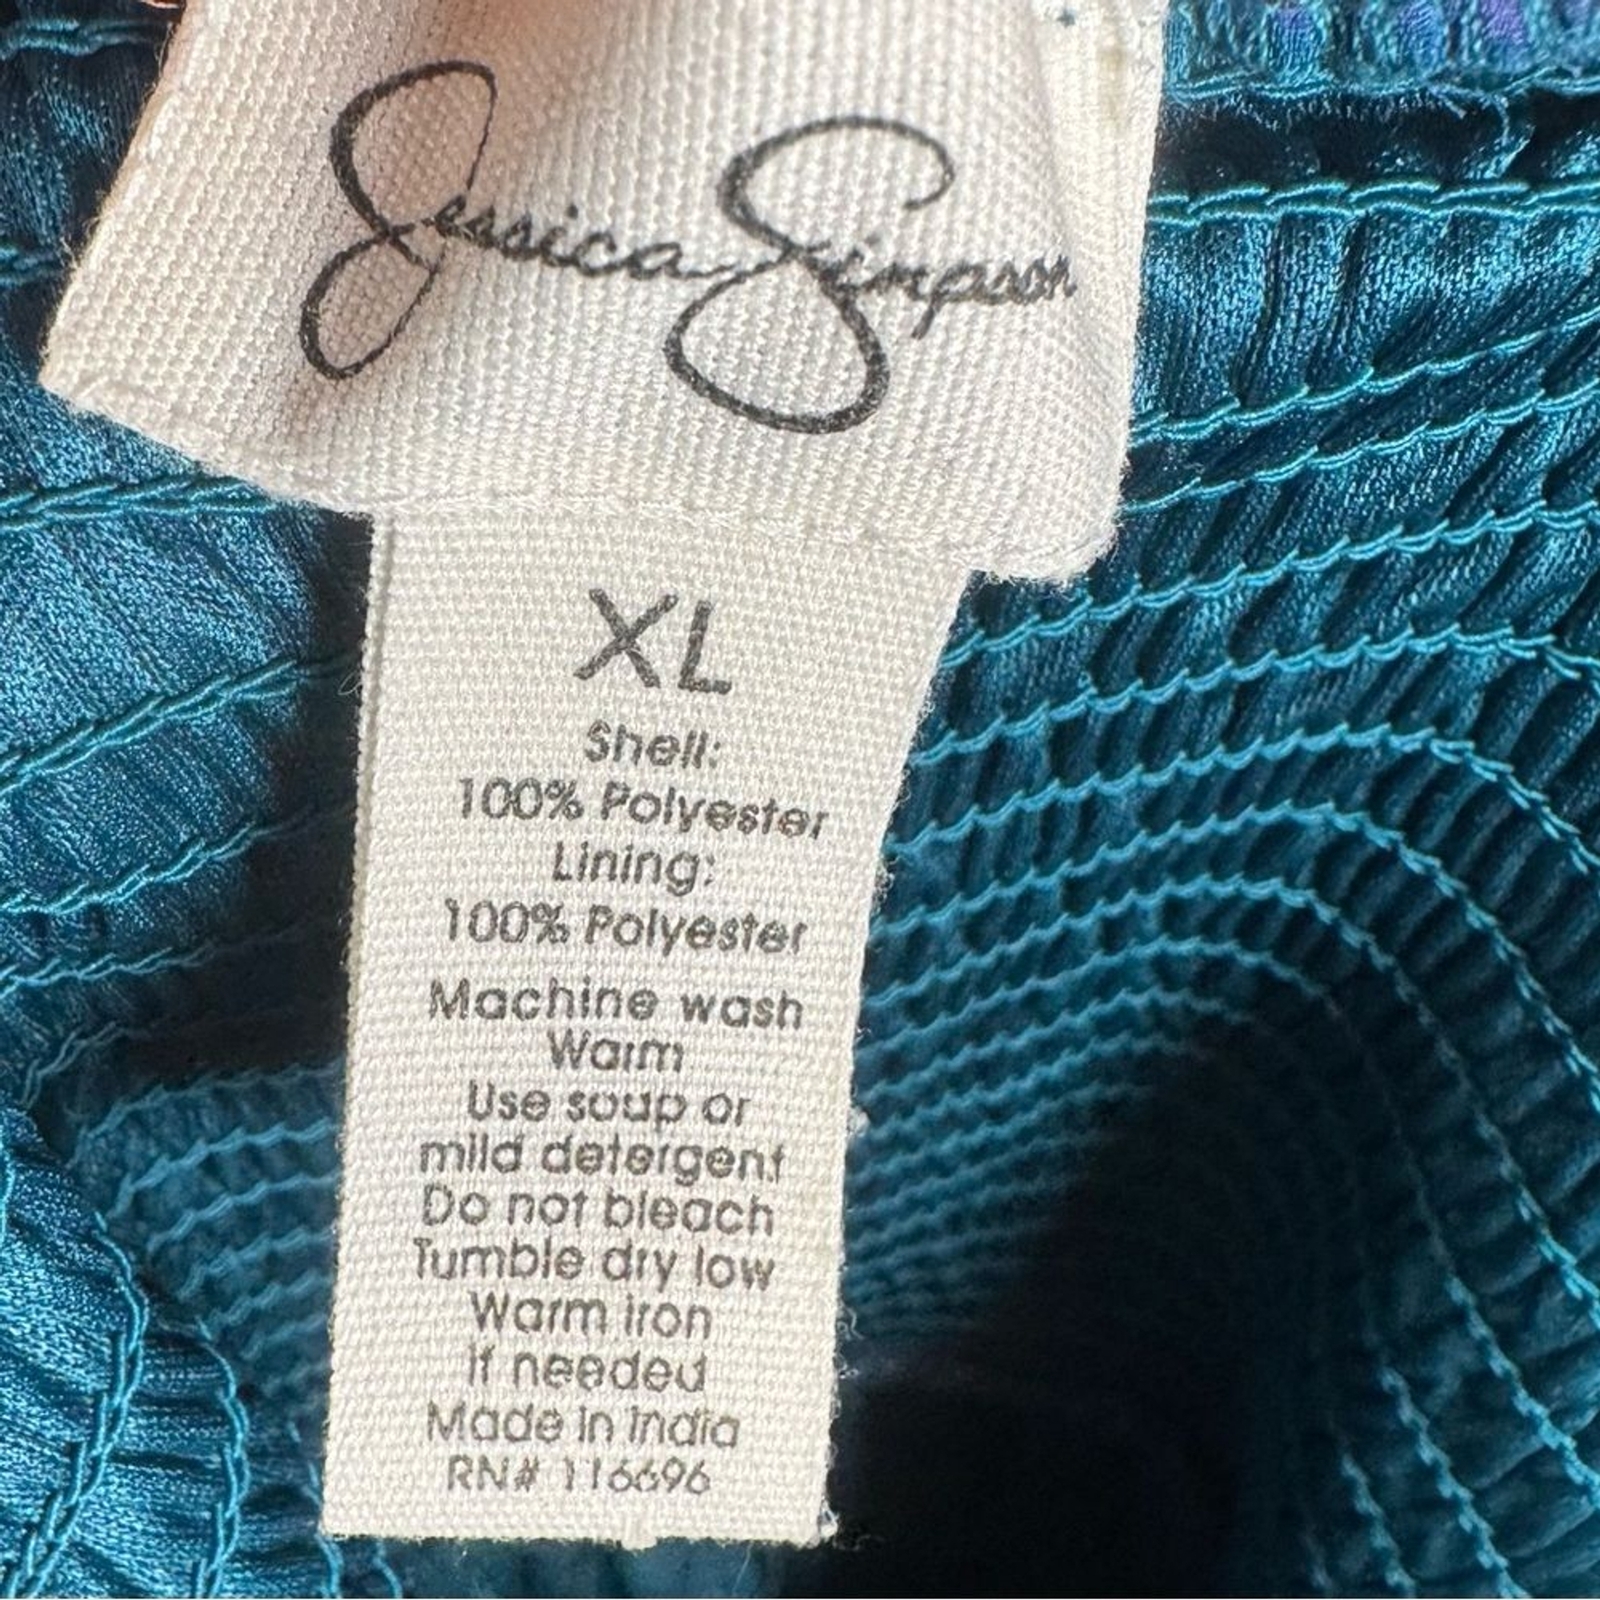 Jessica Simpson
XL
Shell:
100% Polyester
Lining:
100% Polyester
Machine wash
Warm
Use soup or
mild detergent
Do not bleach
Tumble dry low
Warm iron
If needed
Made in India
RN# 116696